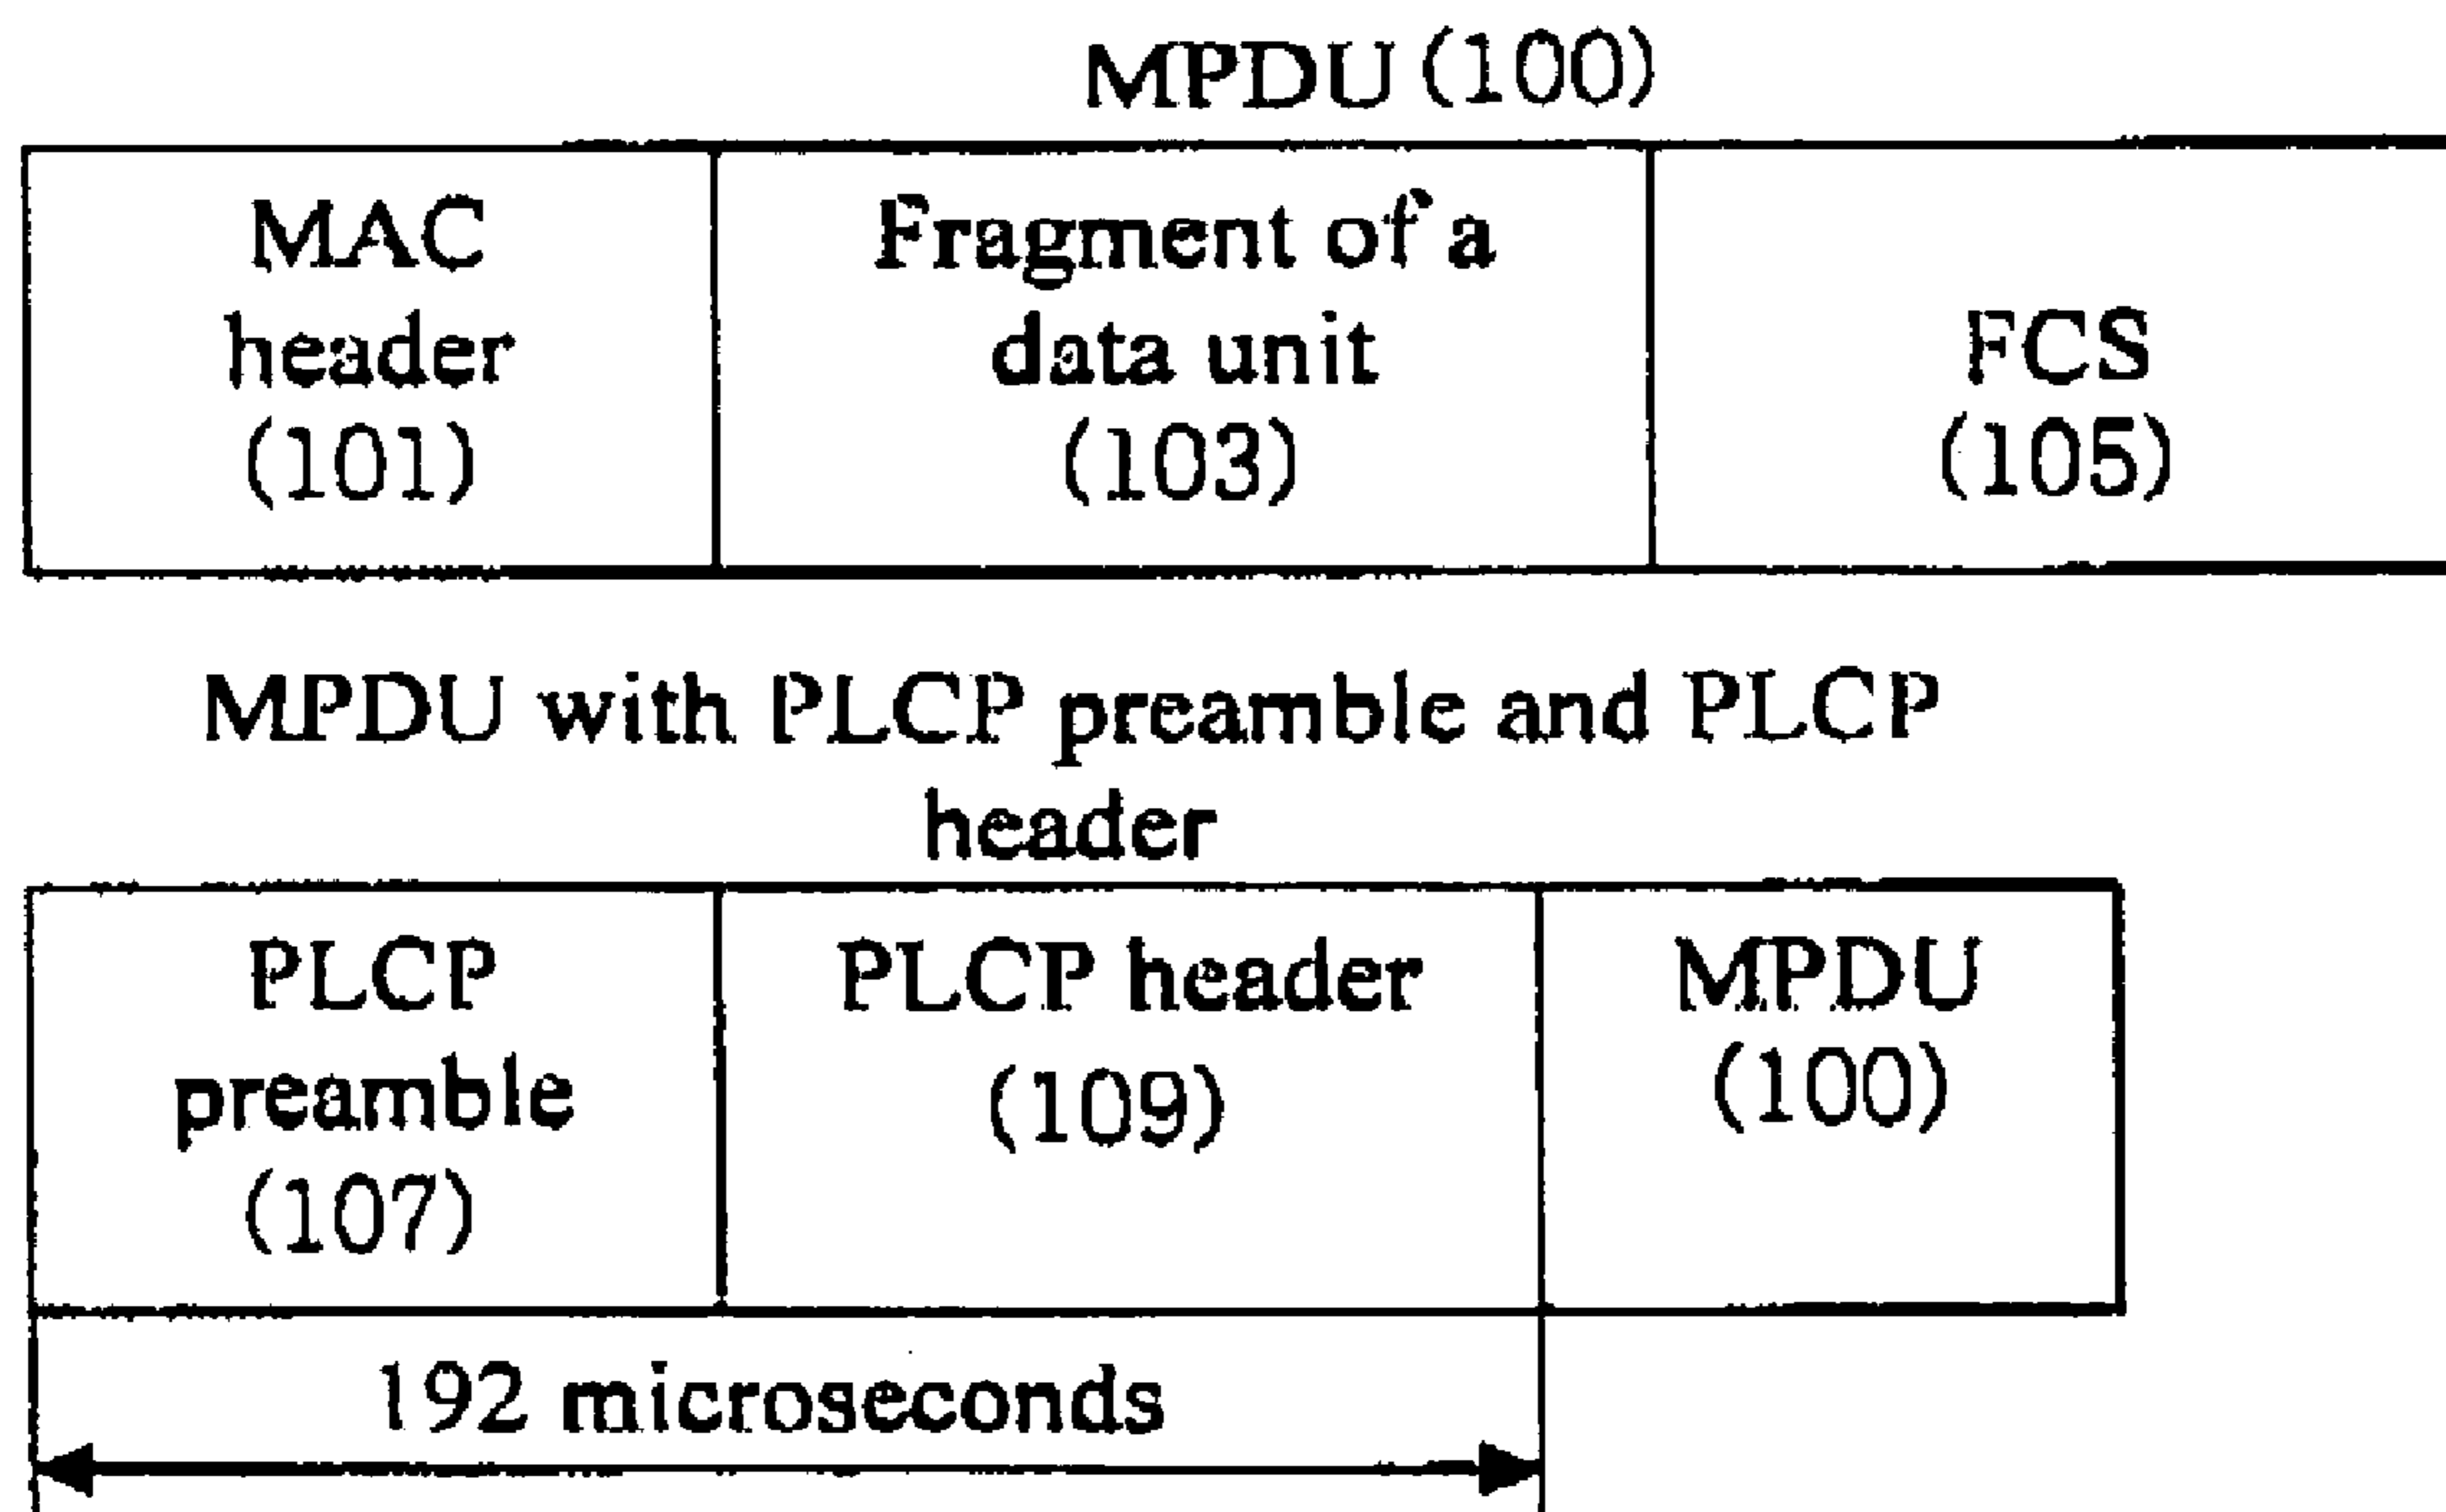 MPDU (100)
MAC
header
(101)
Fragment of a
data unit
(103)
FCS
(105)
MPDU with PLCP preamble and PLCP
header
PLCP
preamble
(107)
PLCP header
(109)
MPDU
(100)
192 microseconds